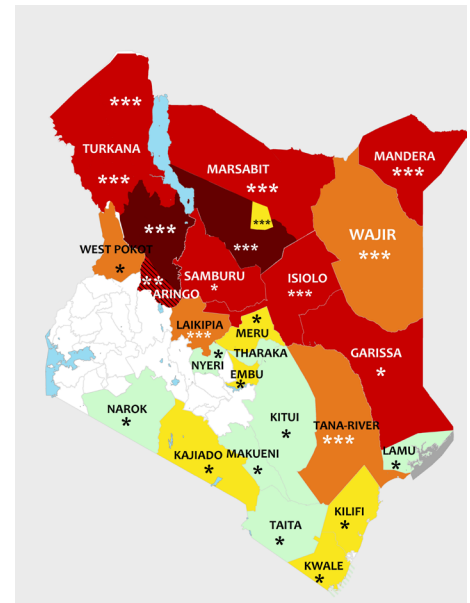 ***
TURKANA
***
MARSABIT
***
MANDERA
***
***
***
***
WEST POKOT
*
**
BARINGO
SAMBURU
*
ISIOLO
***
WAJIR
***
LAIKIPIA
***
*
MERU
THARAKA
NYERI
*
EMBU
*
GARISSA
*
NAROK
*
KAJIADO
*
MAKUENI
*
KITUI
*
TANA-RIVER
***
LAMU
*
TAITA
*
KILIFI
*
KWALE
*